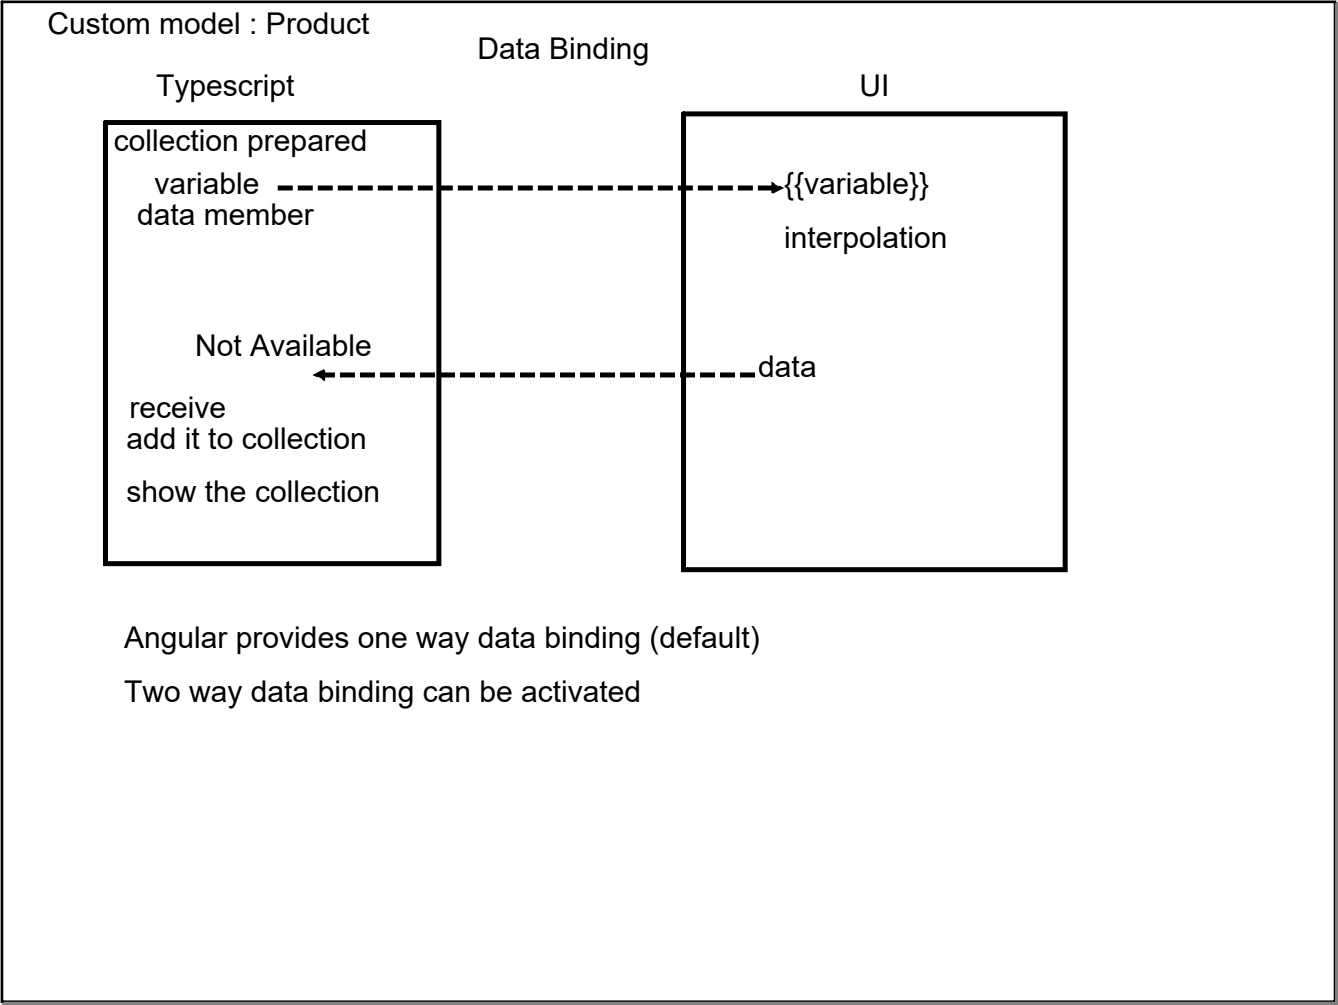 Custom model : Product
Data Binding
Typescript
UI
collection prepared
variable
data member
{{variable}}
interpolation
Not Available
data
receive
add it to collection
show the collection
Angular provides one way data binding (default)
Two way data binding can be activated